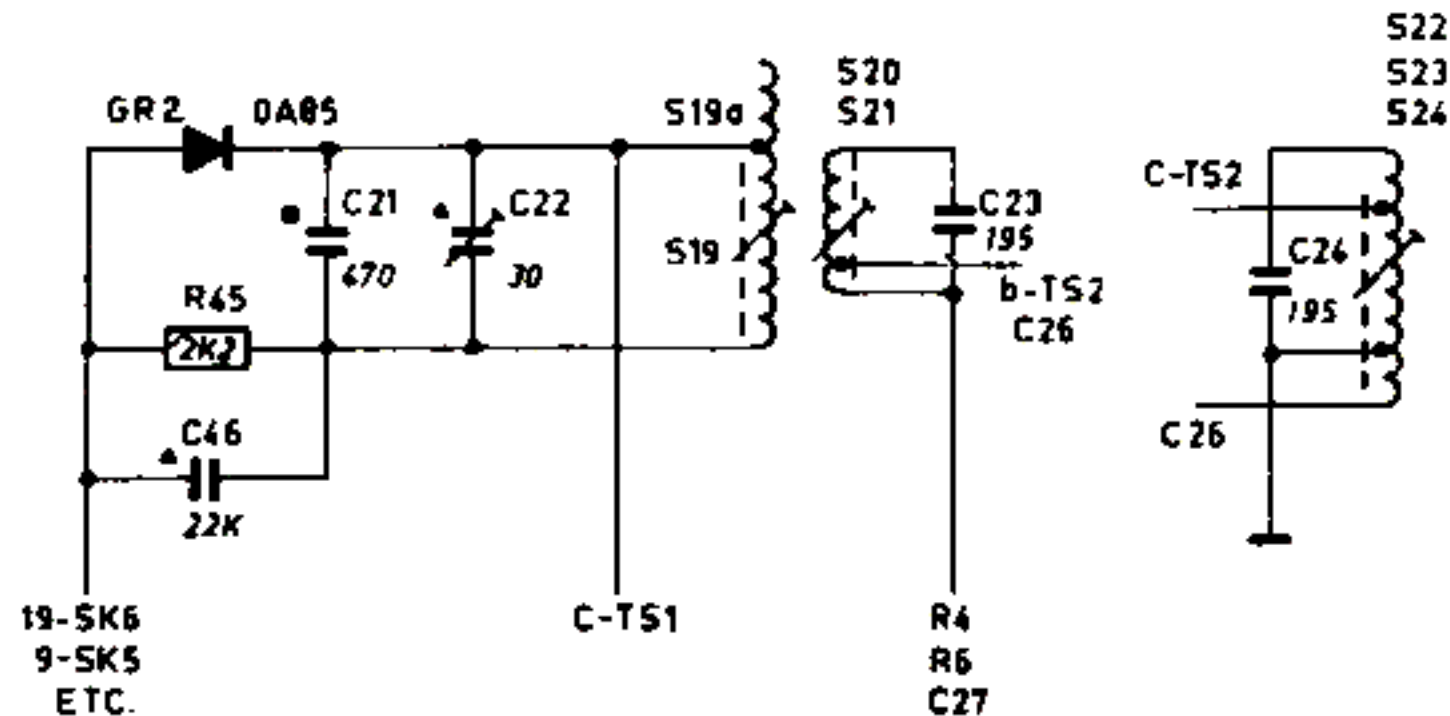 S22
S23
S24
S20
S21
GR2
OA85
S19a
C21
470
C22
30
S19
C23
195
b-TS2
C26
C-TS2
C24
195
C26
R45
2K2
C46
22K
19-SK6
9-SK5
ETC.
C-TS1
R4
R6
C27